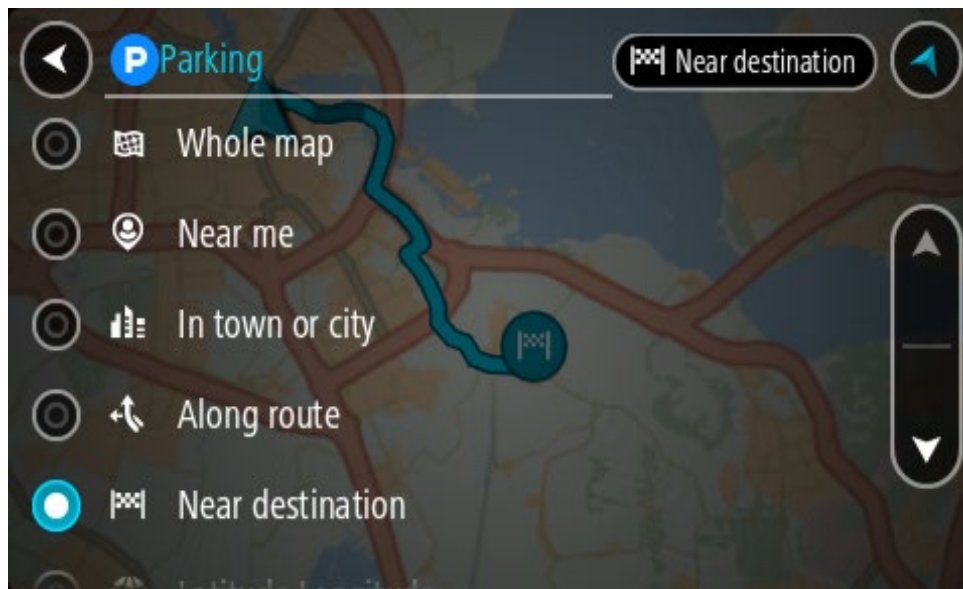 P Parking
Near destination
Whole map
Near me
In town or city
Along route
Near destination